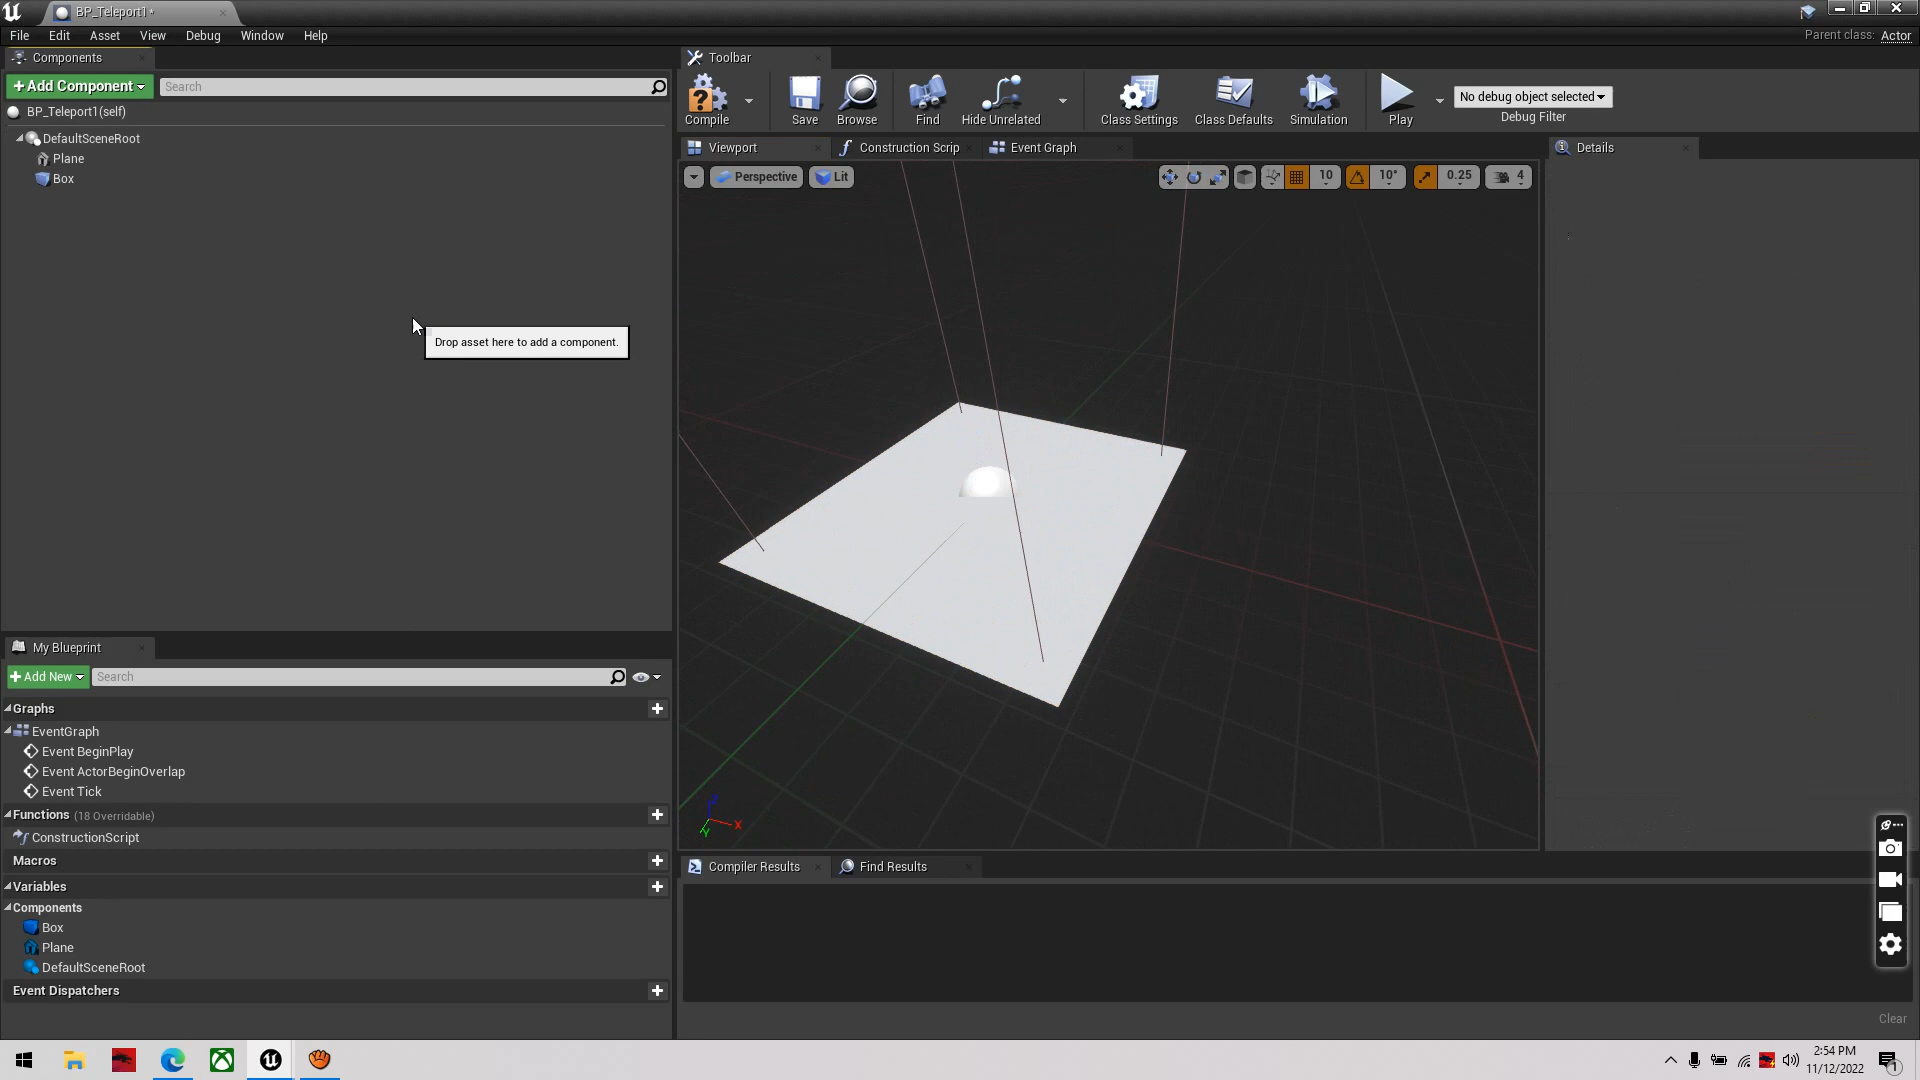 BP_Teleport1*
File Edit Asset View Debug Window Help
Parent class: Actor
Components
+Add Component
Search
BP_Teleport1(self)
DefaultSceneRoot
Plane
Box
Drop asset here to add a component.
Toolbar
Compile
Save
Browse
Find
Hide Unrelated
Class Settings
Class Defaults
Simulation
Play
No debug object selected
Debug Filter
Viewport
Construction Scrip
Event Graph
Details
Perspective
Lit
10
10°
0.25
4
Z
X
Y
My Blueprint
+Add New
Search
Graphs
EventGraph
Event BeginPlay
Event ActorBeginOverlap
Event Tick
Functions (18 Overridable)
ConstructionScript
Macros
Variables
Components
Box
Plane
DefaultSceneRoot
Event Dispatchers
Compiler Results
Find Results
Clear
2:54 PM
11/12/2022
1